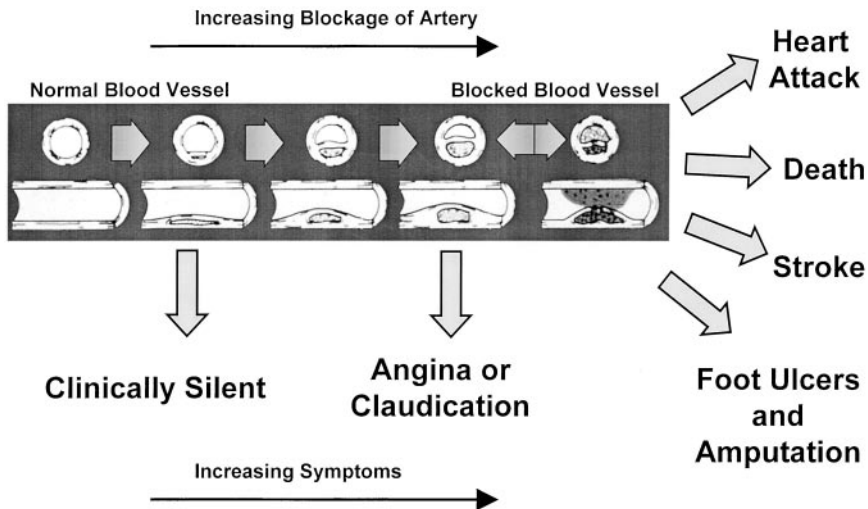 Increasing Blockage of Artery
Normal Blood Vessel
Blocked Blood Vessel
Heart
Attack
Death
Stroke
Foot Ulcers
and
Amputation
Clinically Silent
Angina or
Claudication
Increasing Symptoms